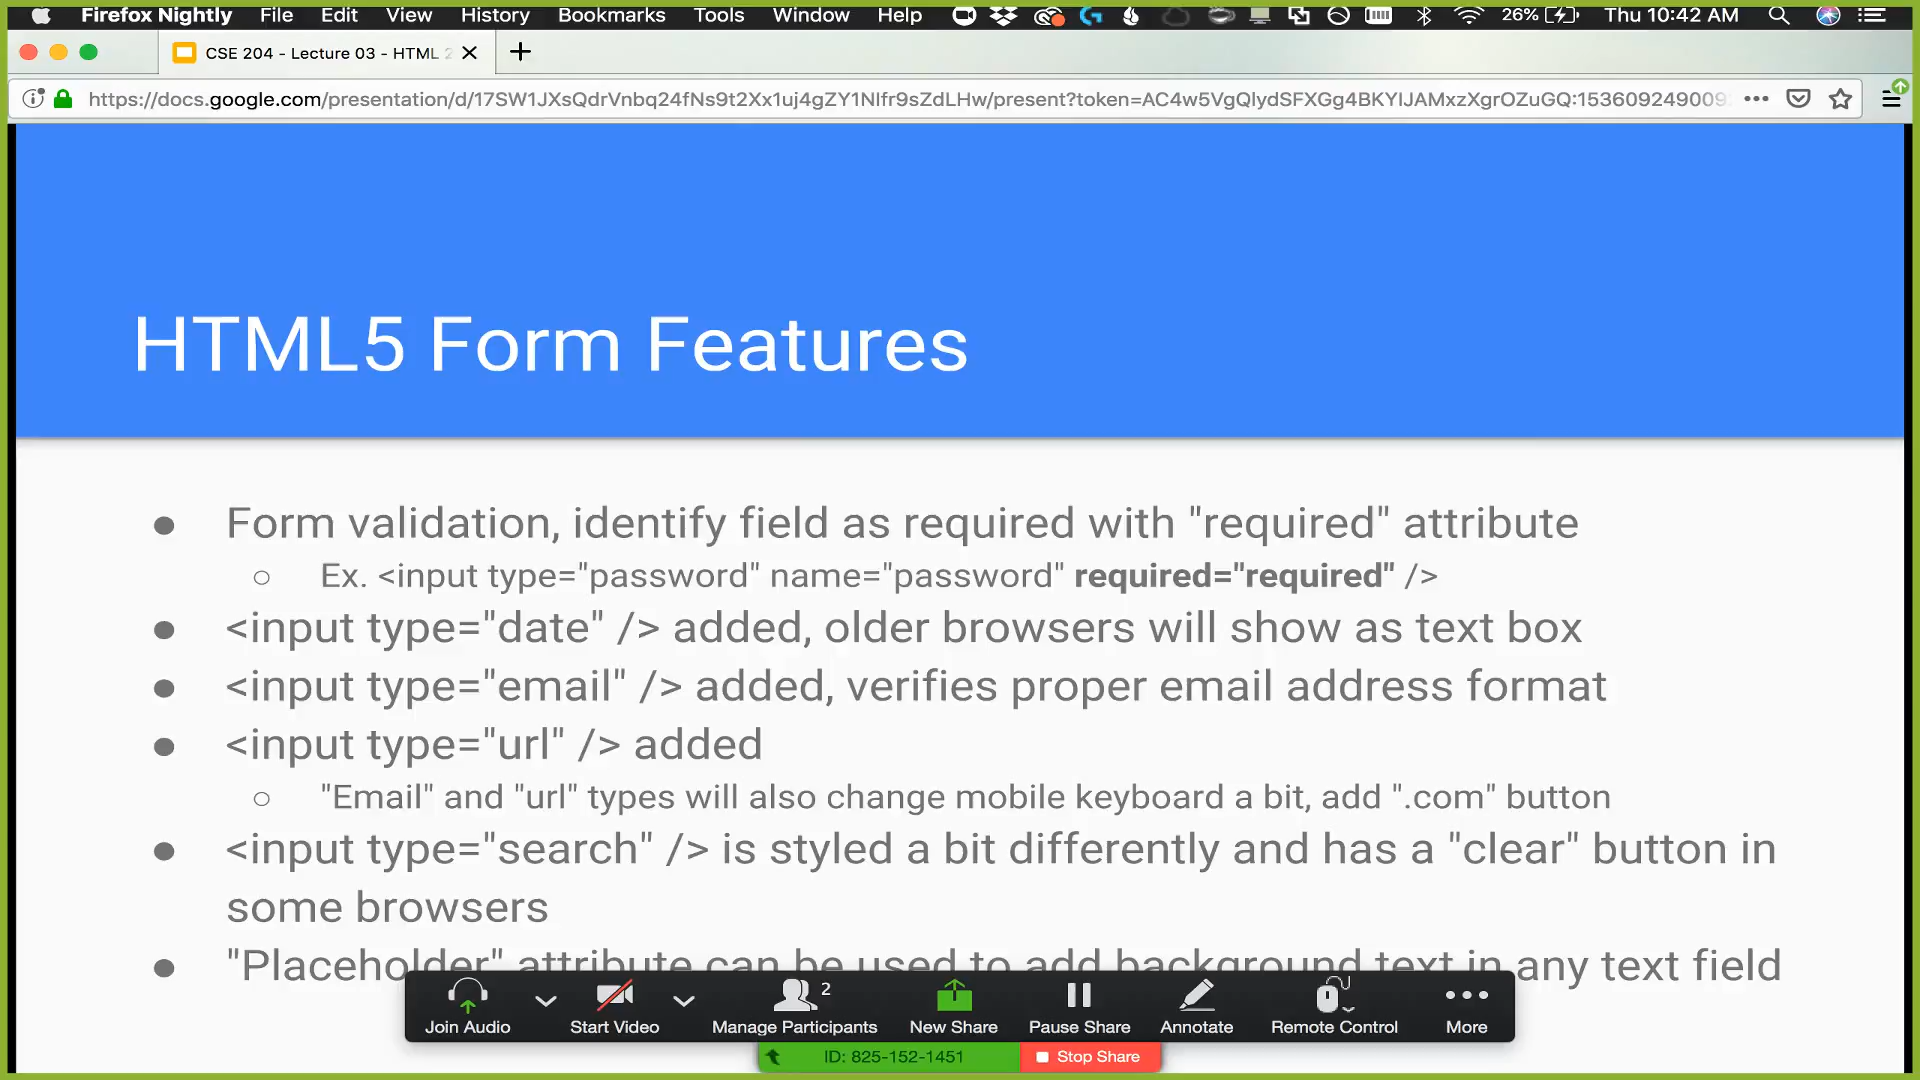 Firefox Nightly File Edit View History Bookmarks Tools Window Help 26% Thu 10:42 AM
CSE 204 - Lecture 03 - HTML 2
https://docs.google.com/presentation/d/17SW1JXsQdrVnbq24fNs9t2Xx1uj4gZY1NIfr9sZdLHw/present?token=AC4w5VgQlydSFXGg4BKYIJAMxzXgrOZuGQ:153609249009
HTML5 Form Features
● Form validation, identify field as required with "required" attribute
○ Ex. <input type="password" name="password" required="required" />
● <input type="date" /> added, older browsers will show as text box
● <input type="email" /> added, verifies proper email address format
● <input type="url" /> added
○ "Email" and "url" types will also change mobile keyboard a bit, add ".com" button
● <input type="search" /> is styled a bit differently and has a "clear" button in
some browsers
● "Placeholder" attribute can be used to add background text in any text field
2
Join Audio Start Video Manage Participants New Share Pause Share Annotate Remote Control More
ID: 825-152-1451 Stop Share